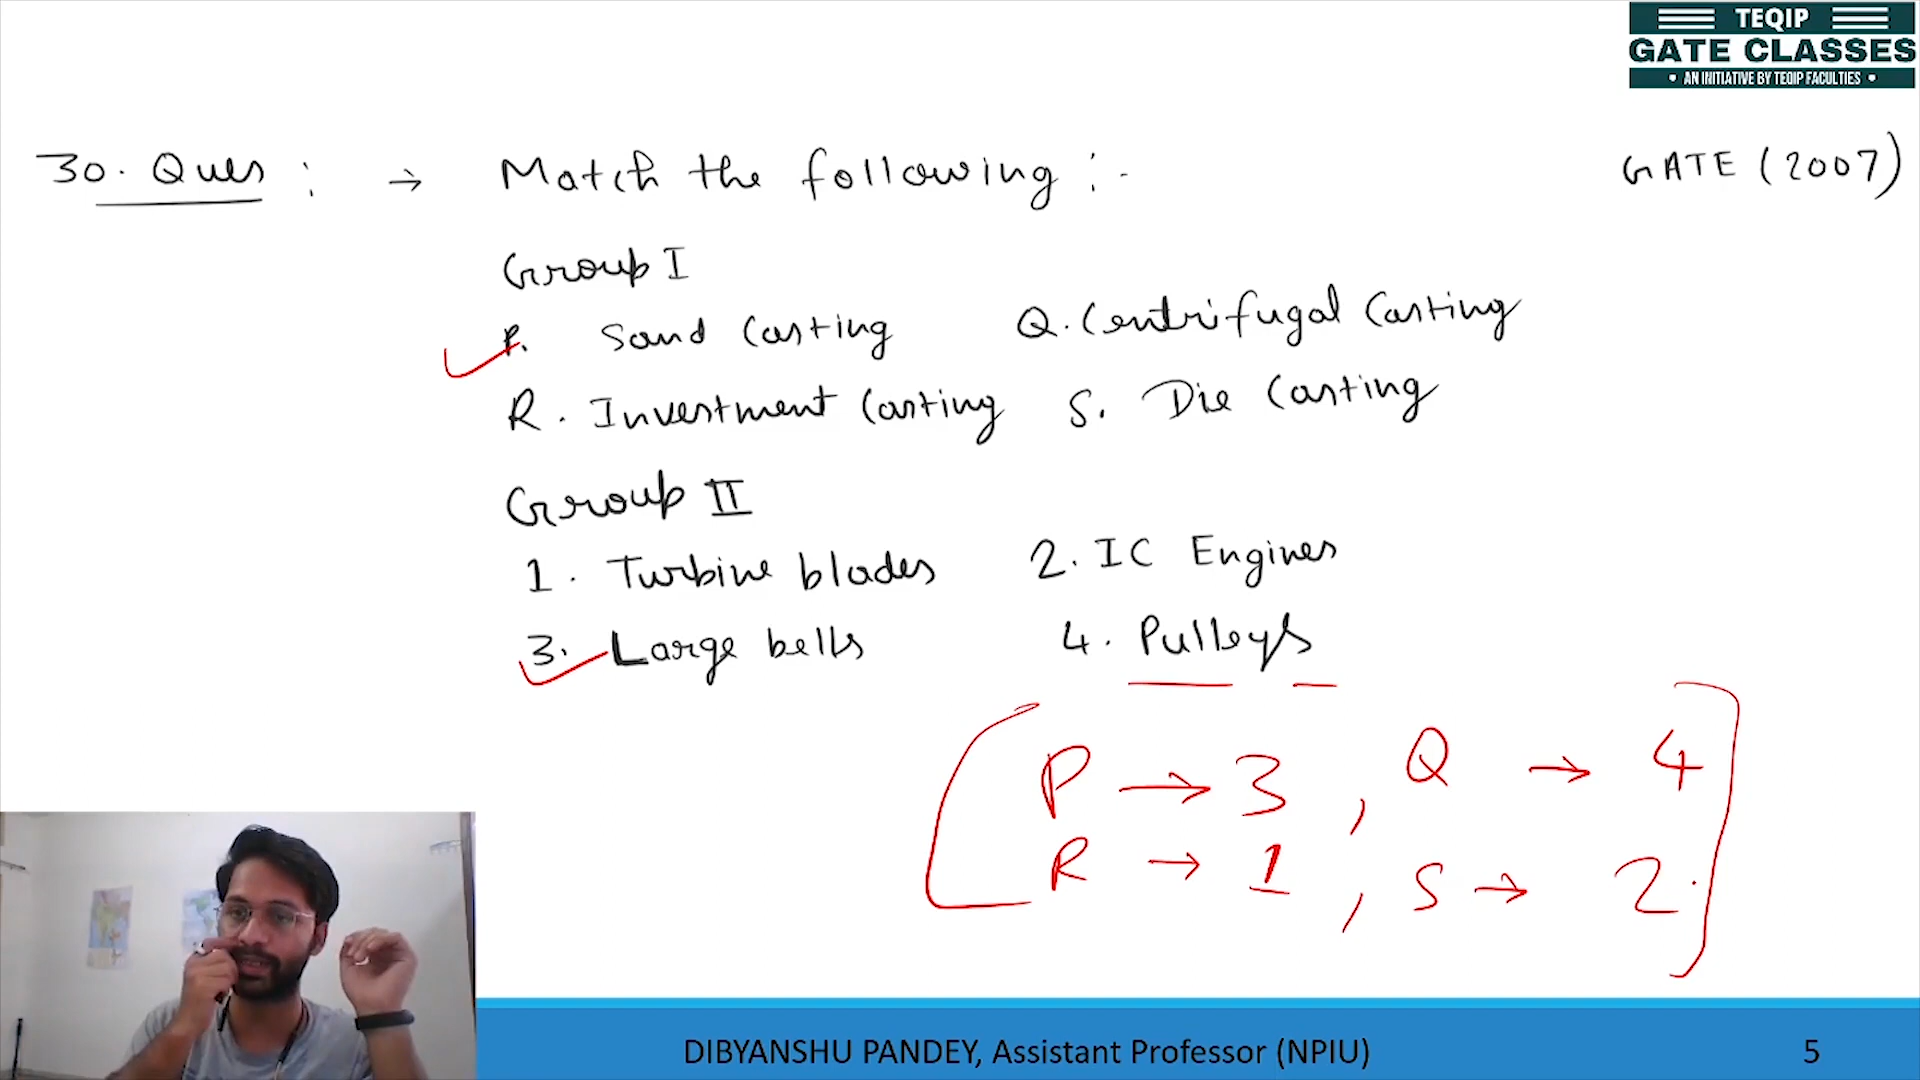 TEQIP
GATE CLASSES
• AN INITIATIVE BY TEQIP FACULTIES •
30. Ques : → Match the following :-
GATE (2007)
Group I
P. Sand Casting Q. Centrifugal Casting
R. Investment Casting S. Die Casting
Group II
1. Turbine blades 2. IC Engines
3. Large bells 4. Pulleys
P → 3 , Q → 4
R → 1 , S → 2.
DIBYANSHU PANDEY, Assistant Professor (NPIU)
5